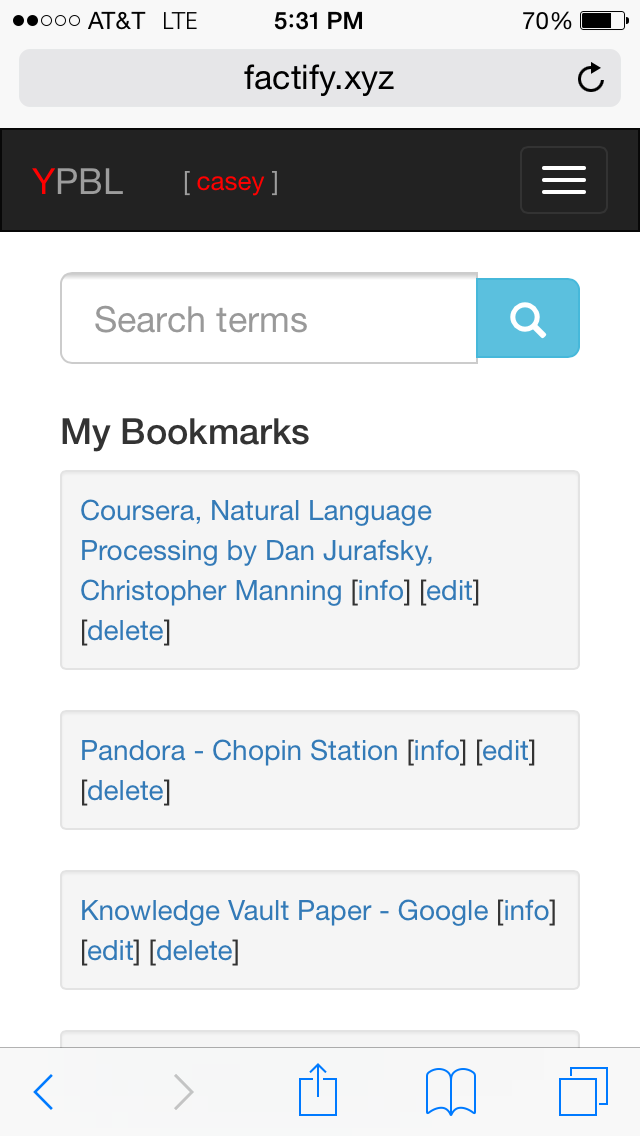 AT&T LTE 5:31 PM 70%
factify.xyz
YPBL [ casey ]
Search terms
My Bookmarks
Coursera, Natural Language
Processing by Dan Jurafsky,
Christopher Manning [info] [edit]
[delete]
Pandora - Chopin Station [info] [edit]
[delete]
Knowledge Vault Paper - Google [info]
[edit] [delete]